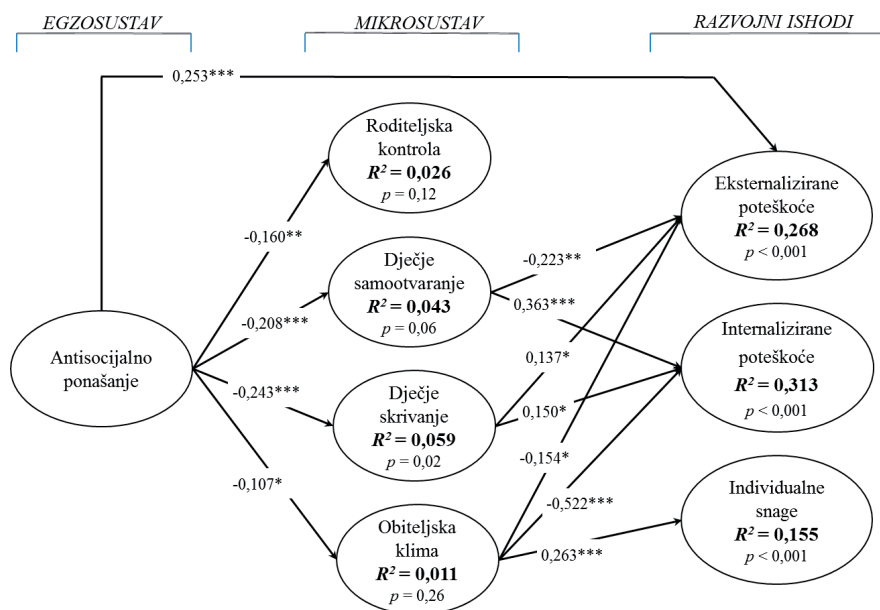 EGZOSUSTAV
MIKROSUSTAV
RAZVOJNI ISHODI
0,253***
Roditeljska
kontrola
R² = 0,026
p = 0,12
Eksternalizirane
poteškoće
R² = 0,268
p < 0,001
-0,160**
Dječje
samootvaranje
R² = 0,043
p = 0,06
-0,223**
0,363***
-0,208***
Antisocijalno
ponašanje
Internalizirane
poteškoće
R² = 0,313
p < 0,001
0,137*
-0,243***
Dječje
skrivanje
R² = 0,059
p = 0,02
0,150*
-0,154*
-0,107*
-0,522***
Individualne
snage
R² = 0,155
p < 0,001
Obiteljska
klima
R² = 0,011
p = 0,26
0,263***